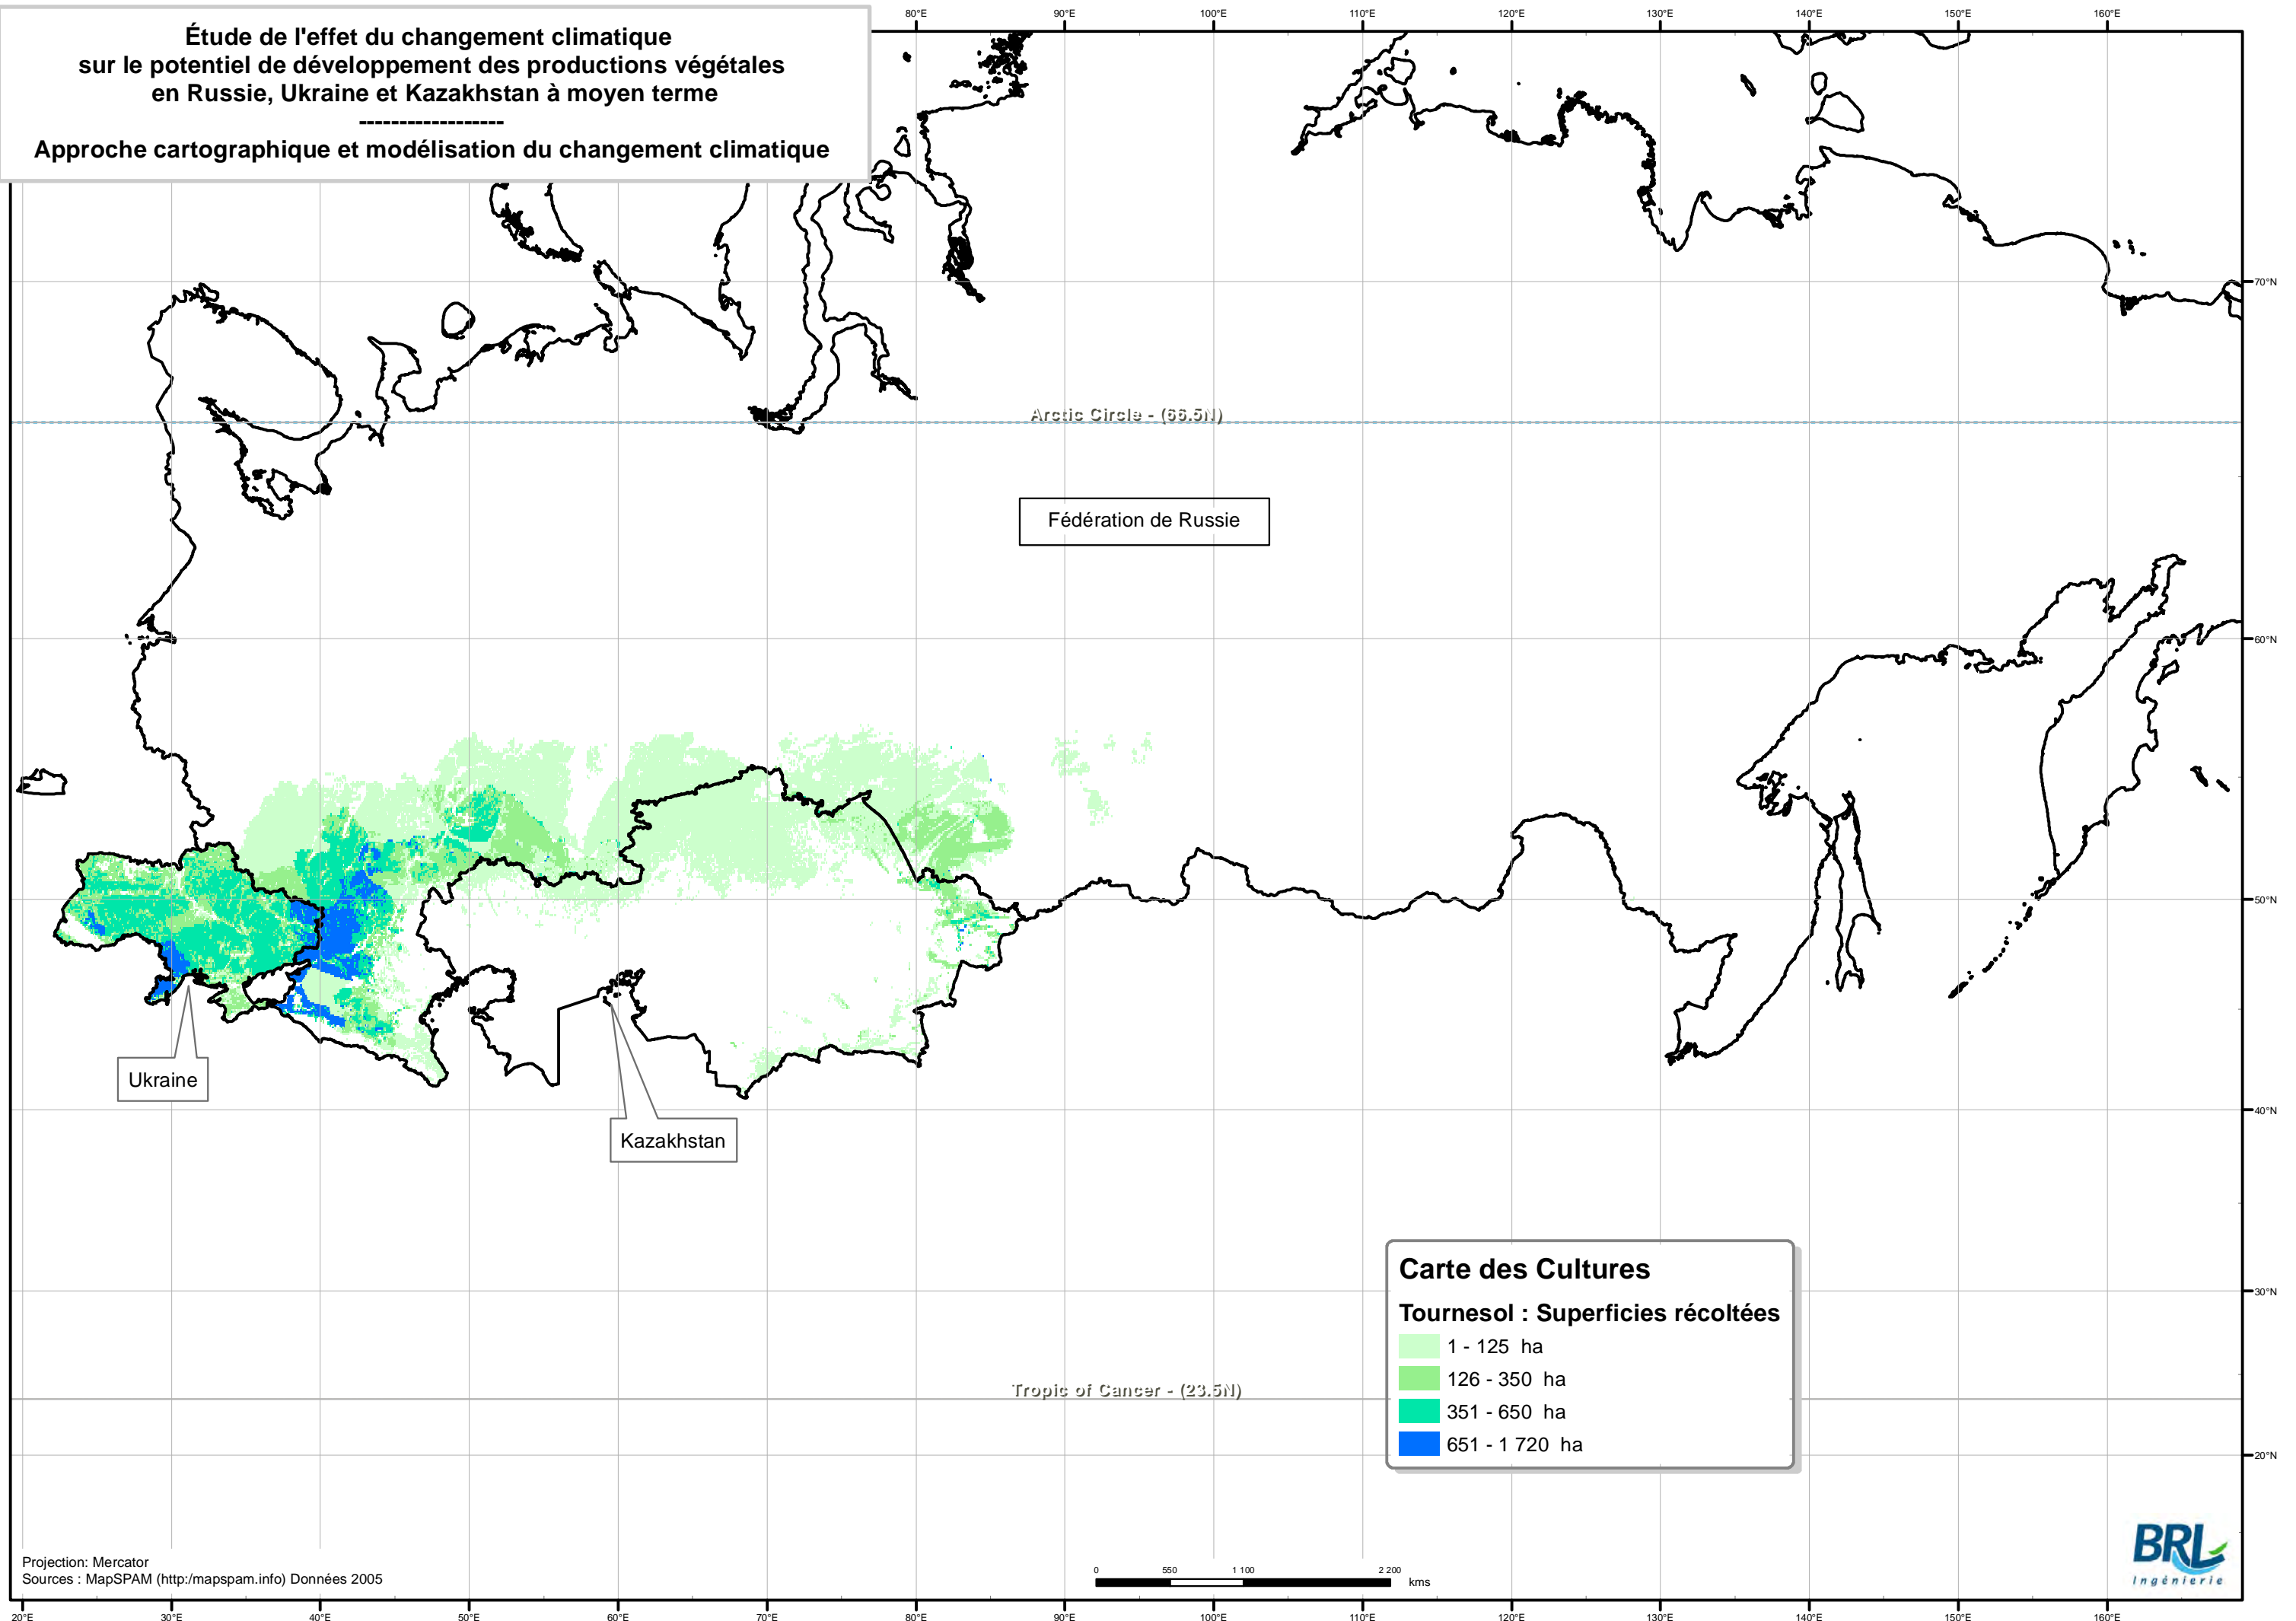 Étude de l'effet du changement climatique
sur le potentiel de développement des productions végétales
en Russie, Ukraine et Kazakhstan à moyen terme
------------------
Approche cartographique et modélisation du changement climatique
80°E 90°E 100°E 110°E 120°E 130°E 140°E 150°E 160°E
70°N
Arctic Circle - (66.5N)
Fédération de Russie
60°N
50°N
Ukraine
40°N
Kazakhstan
Carte des Cultures
30°N
Tournesol : Superficies récoltées
1 - 125 ha
126 - 350 ha
Tropic of Cancer - (23.5N)
351 - 650 ha
651 - 1 720 ha
20°N
BRL
Ingénierie
Projection: Mercator
Sources : MapSPAM (http:/mapspam.info) Données 2005
0 550 1 100 2 200
kms
20°E 30°E 40°E 50°E 60°E 70°E 80°E 90°E 100°E 110°E 120°E 130°E 140°E 150°E 160°E